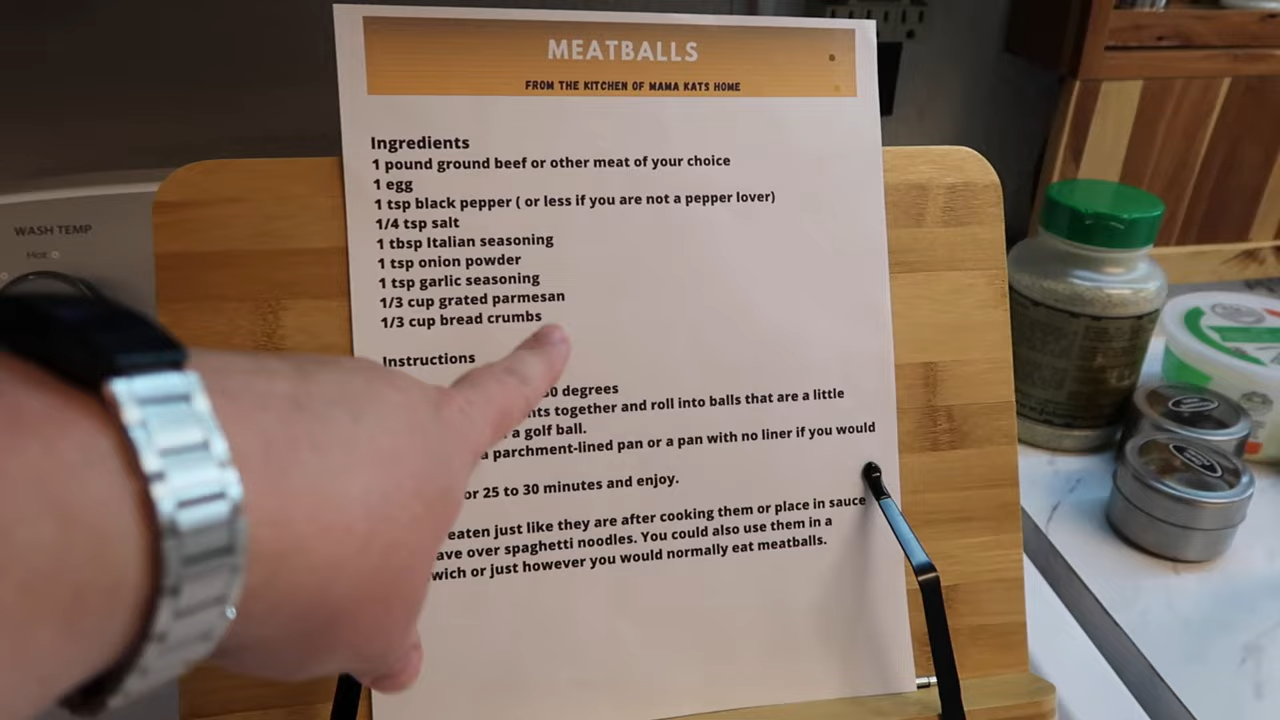 MEATBALLS
FROM THE KITCHEN OF MAMA KATS HOME
Ingredients
1 pound ground beef or other meat of your choice
1 egg
1 tsp black pepper ( or less if you are not a pepper lover)
1/4 tsp salt
1 tbsp Italian seasoning
1 tsp onion powder
1 tsp garlic seasoning
1/3 cup grated parmesan
1/3 cup bread crumbs
Instructions
degrees
together and roll into balls that are a little
a golf ball.
a parchment-lined pan or a pan with no liner if you would
25 to 30 minutes and enjoy.
eaten just like they are after cooking them or place in sauce
over spaghetti noodles. You could also use them in a
or just however you would normally eat meatballs.
WASH TEMP
Hot